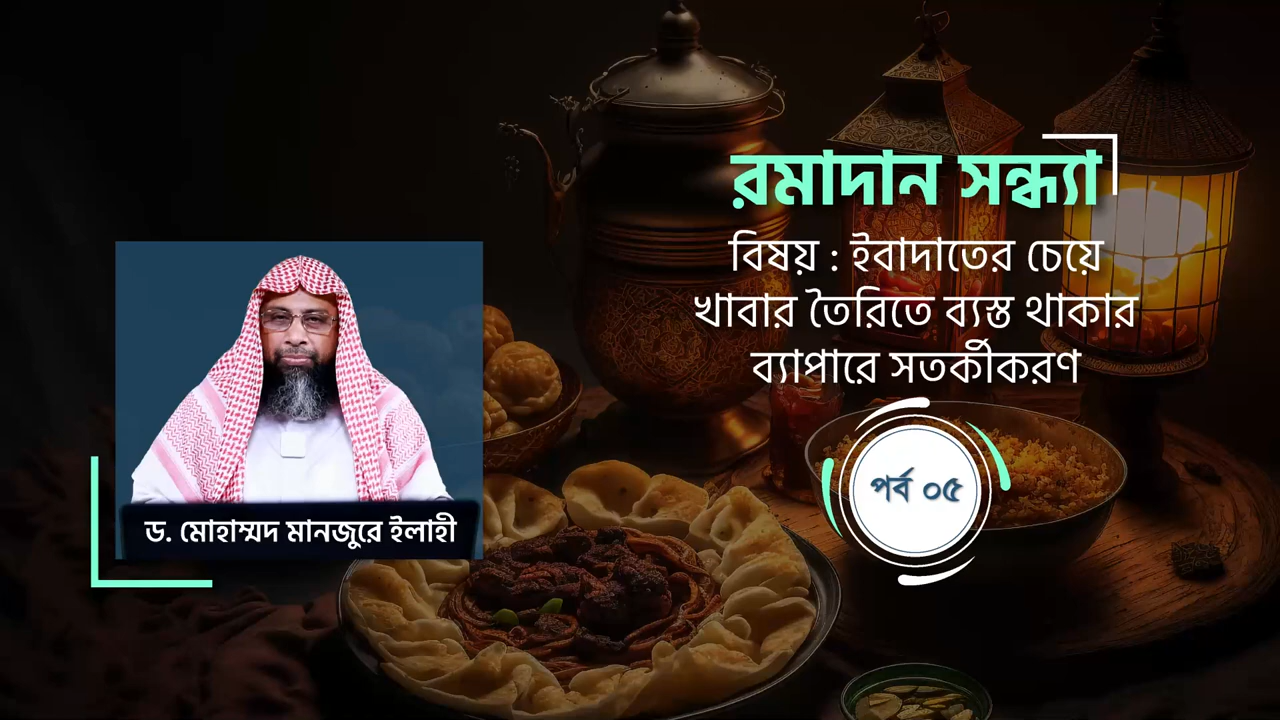 রমাদান সন্ধ্যা
বিষয় : ইবাদাতের চেয়ে
খাবার তৈরিতে ব্যস্ত থাকার
ব্যাপারে সতর্কীকরণ
পর্ব ০৫
ড. মোহাম্মদ মানজুরে ইলাহী